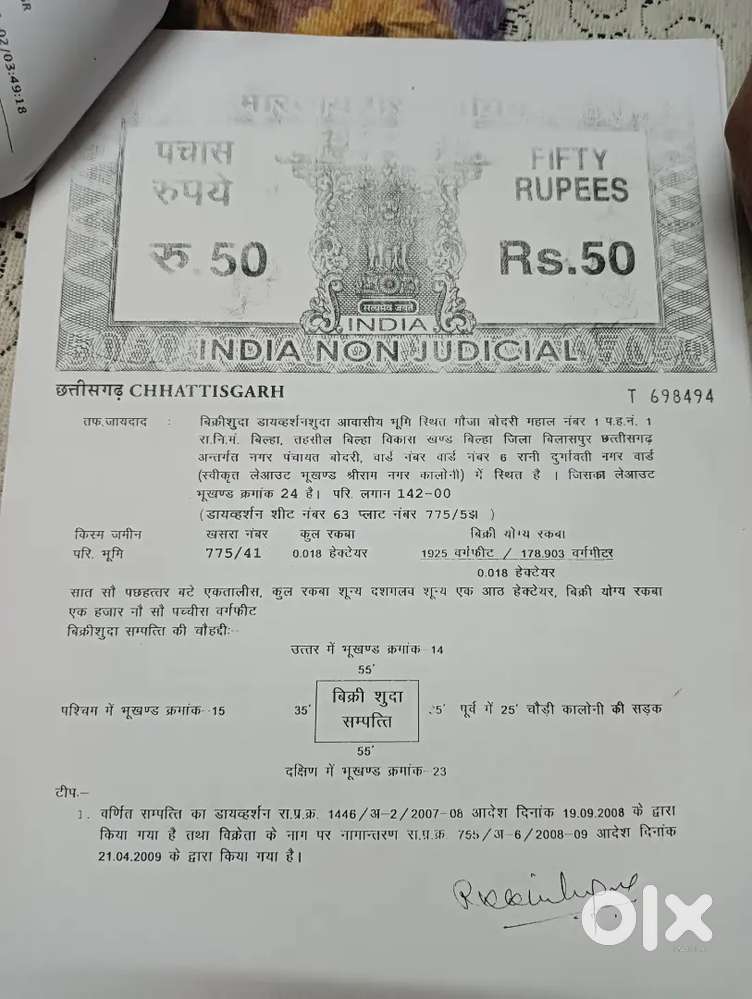 02/03:49:18
पचास
रुपये
रु.50
FIFTY
RUPEES
Rs.50
सत्यमेव जयते
INDIA
INDIA NON JUDICIAL
छत्तीसगढ़ CHHATTISGARH
T 698494
तफ.जायदाद : बिक्रीशुदा डायव्हर्शनशुदा आवासीय भूमि स्थित मौजा बोदरी महाल नंबर 1 प.ह.नं. 1
रा.नि.मं. बिल्हा, तहसील बिल्हा विकास खण्ड बिल्हा जिला बिलासपुर छत्तीसगढ़
अन्तर्गत नगर पंचायत बोदरी, वार्ड नंबर वार्ड नंबर 6 रानी दुर्गावती नगर वार्ड
(स्वीकृत लेआउट भूखण्ड श्रीराम नगर कालोनी) में स्थित है । जिसका लेआउट
भूखण्ड क्रमांक 24 है। परि. लगान 142-00
(डायव्हर्शन शीट नंबर 63 प्लाट नंबर 775/5झ )
किस्म जमीन खसरा नंबर कुल रकबा बिक्री योग्य रकबा
परि. भूमि 775/41 0.018 हेक्टेयर 1925 वर्गफीट / 178.903 वर्गमीटर
0.018 हेक्टेयर
सात सौ पछहत्तर बटे एकतालीस, कुल रकबा शून्य दशमलव शून्य एक आठ हेक्टेयर, बिक्री योग्य रकबा
एक हजार नौ सौ पच्चीस वर्गफीट
बिक्रीशुदा सम्पत्ति की चौहद्दीः-
उत्तर में भूखण्ड क्रमांक-14
55'
पश्चिम में भूखण्ड क्रमांक-15 35' बिक्री शुदा सम्पत्ति 35' पूर्व में 25' चौड़ी कालोनी की सड़क
55'
दक्षिण में भूखण्ड क्रमांक-23
टीप.-
1. वर्णित सम्पत्ति का डायव्हर्शन रा.प्र.क्र. 1446/अ-2/2007-08 आदेश दिनांक 19.09.2008 के द्वारा
किया गया है तथा विक्रेता के नाम पर नामान्तरण रा.प्र.क्र 755/अ-6/2008-09 आदेश दिनांक
21.04.2009 के द्वारा किया गया है।
olx